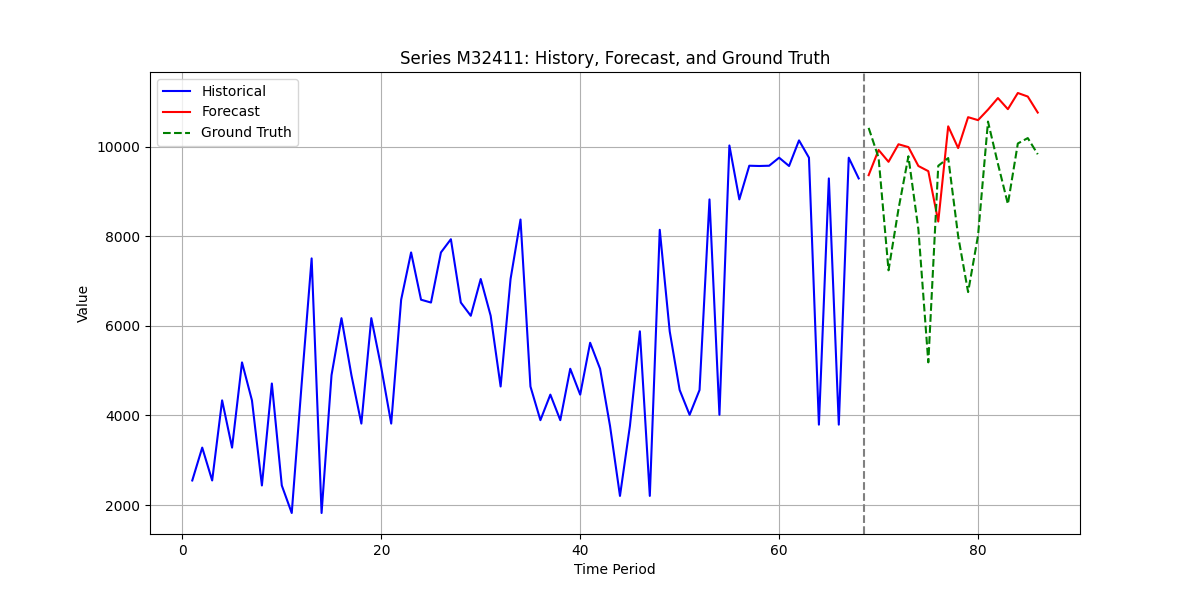 Series M32411: History, Forecast, and Ground Truth
Historical
Forecast
Ground Truth
10000
8000
6000
4000
2000
Value
0
20
40
60
80
Time Period